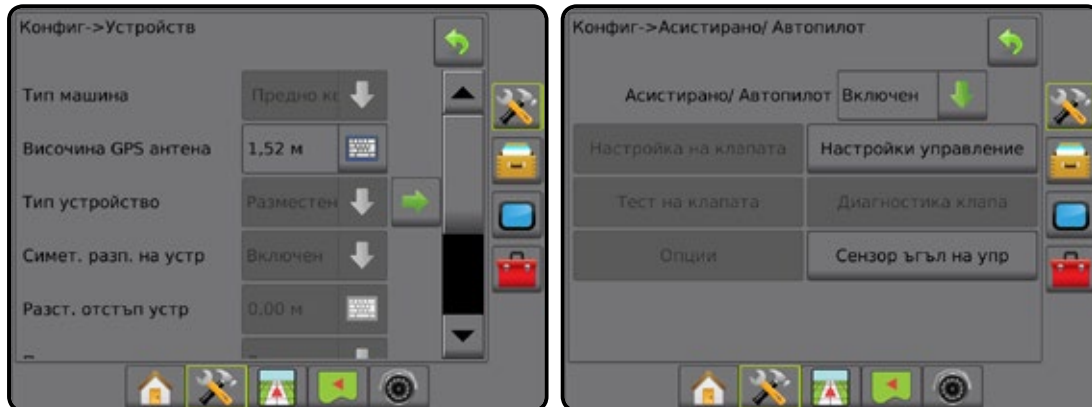 Конфиг->Устройств
Тип машина Предно кс
Височина GPS антена 1,52 м
Тип устройство Разместен
Симет. разп. на устр Включен
Разст. отстъп устр 0,00 м
Конфиг->Асистирано/ Автопилот
Асистирано/ Автопилот Включен
Настройка на клапата Настройки управление
Тест на клапата Диагностика клапа
Опции Сензор ъгъл на упр